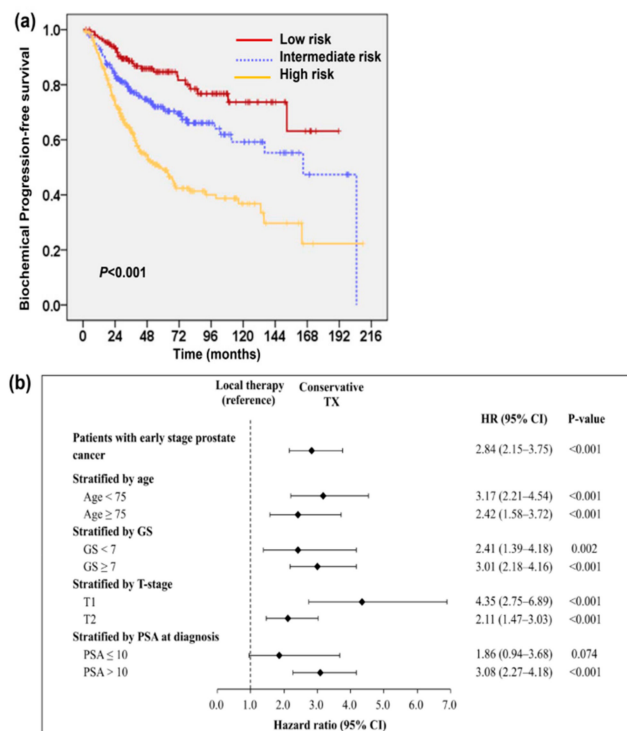 (a)
1.0
0.8
0.6
0.4
0.2
0.0
Biochemical Progression-free survival
Low risk
Intermediate risk
High risk
P<0.001
0 24 48 72 96 120 144 168 192 216
Time (months)
(b)
Local therapy Conservative
(reference) TX
HR (95% CI) P-value
Patients with early stage prostate
cancer 2.84 (2.15–3.75) <0.001
Stratified by age
Age < 75 3.17 (2.21–4.54) <0.001
Age ≥ 75 2.42 (1.58–3.72) <0.001
Stratified by GS
GS < 7 2.41 (1.39–4.18) 0.002
GS ≥ 7 3.01 (2.18–4.16) <0.001
Stratified by T-stage
T1 4.35 (2.75–6.89) <0.001
T2 2.11 (1.47–3.03) <0.001
Stratified by PSA at diagnosis
PSA ≤ 10 1.86 (0.94–3.68) 0.074
PSA > 10 3.08 (2.27–4.18) <0.001
0.0 1.0 2.0 3.0 4.0 5.0 6.0 7.0
Hazard ratio (95% CI)